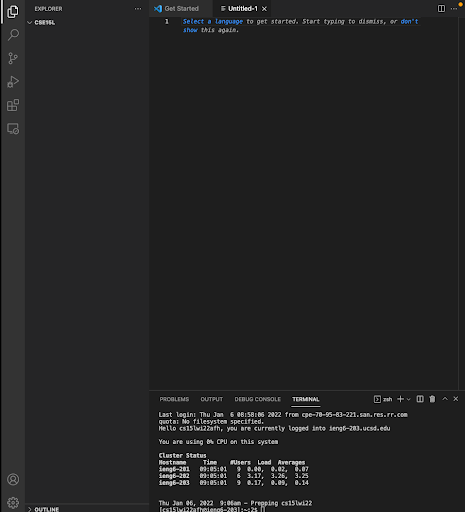 EXPLORER
CSE15L
Get Started
Untitled-1
1 Select a language to get started. Start typing to dismiss, or don't
show this again.
PROBLEMS OUTPUT DEBUG CONSOLE TERMINAL
zsh
Last login: Thu Jan  6 08:58:06 2022 from cpe-70-95-83-221.san.res.rr.com
quota: No filesystem specified.
Hello cs15lwi22afh, you are currently logged into ieng6-203.ucsd.edu
You are using 0% CPU on this system
Cluster Status
Hostname Time #Users Load Averages
ieng6-201 09:05:01 9 0.00, 0.02, 0.07
ieng6-202 09:05:01 6 3.17, 3.26, 3.25
ieng6-203 09:05:01 9 0.17, 0.09, 0.14
Thu Jan 06, 2022  9:06am - Prepping cs15lwi22
[cs15lwi22afh@ieng6-203]:~:2$
OUTLINE